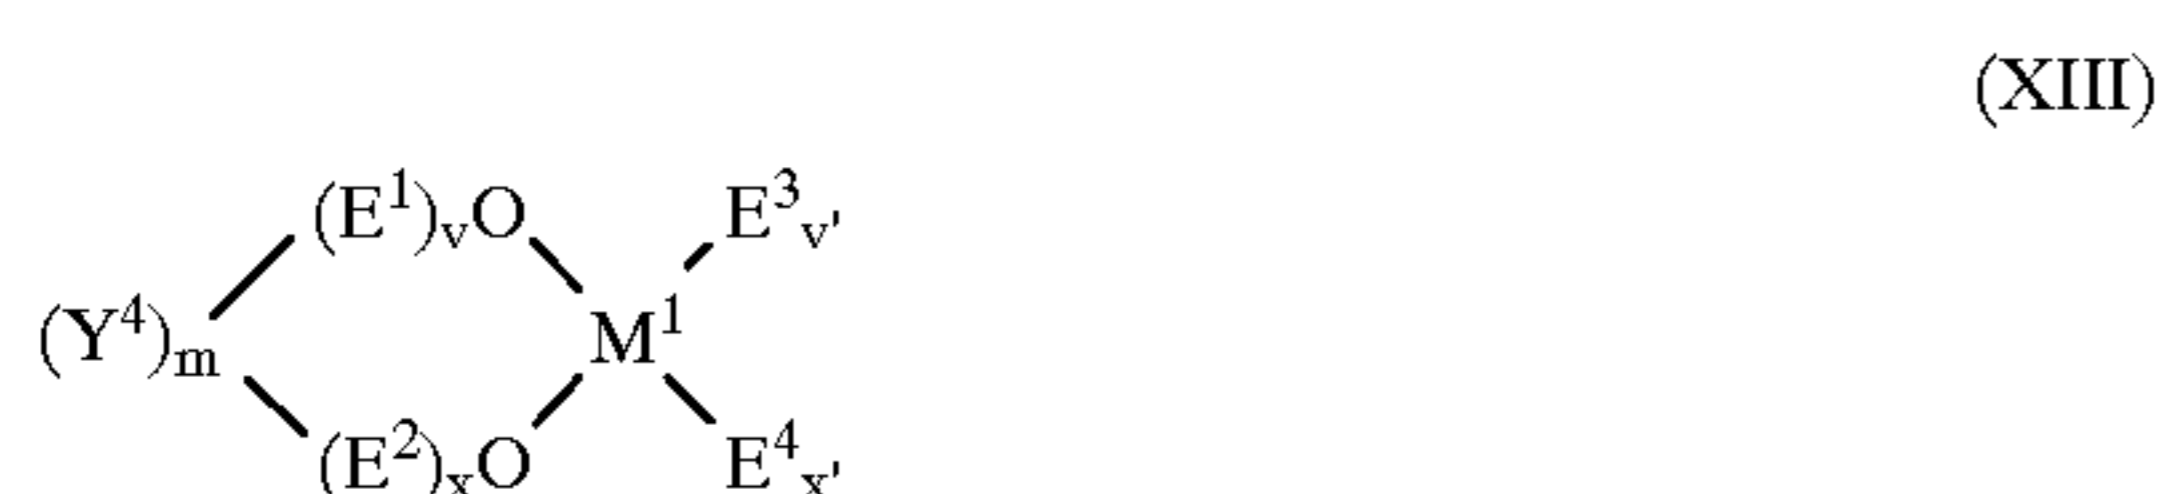 (XIII)
(E¹)ᵥO E³ᵥ'
(Y⁴)ₘ M¹
(E²)ₓO E⁴ₓ'